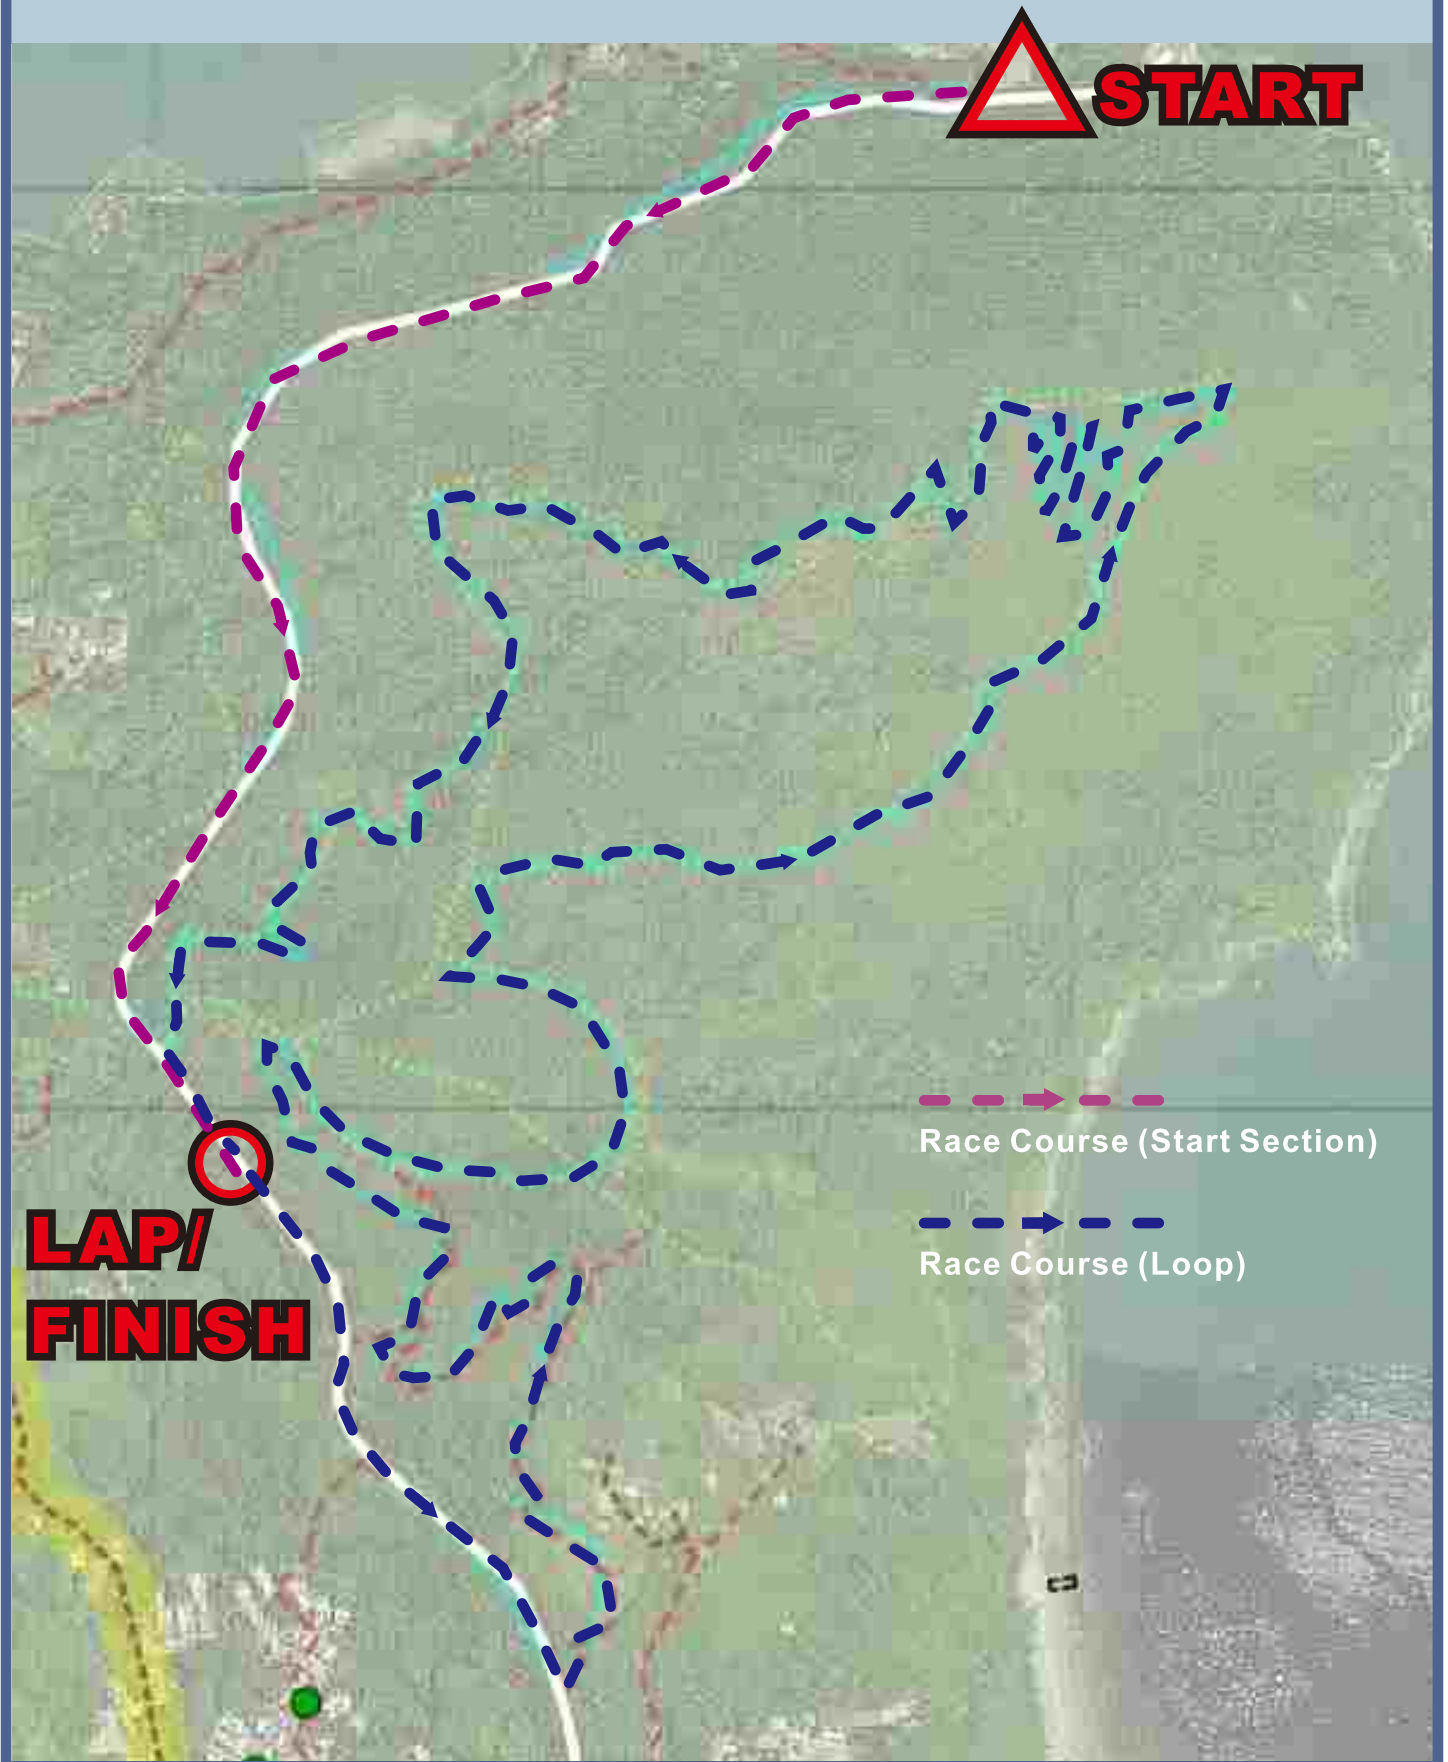 START
LAP/
FINISH
Race Course (Start Section)
Race Course (Loop)